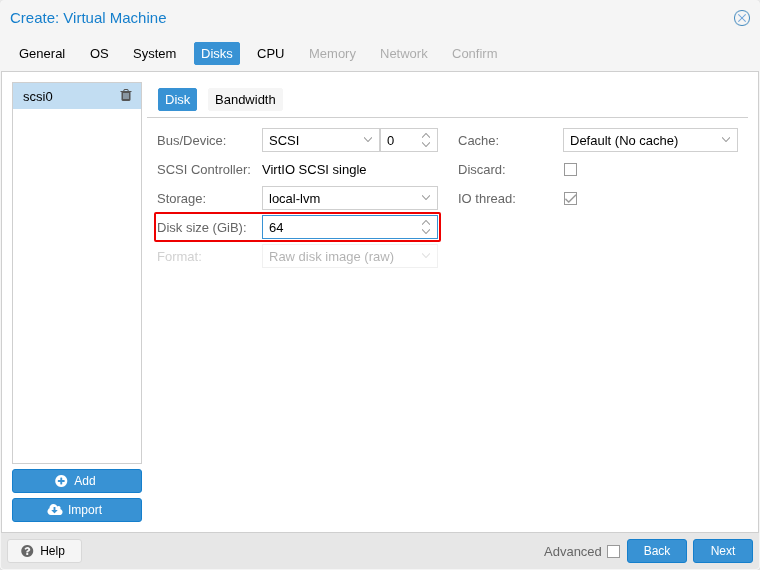 Create: Virtual Machine
General OS System Disks CPU Memory Network Confirm
scsi0
Disk Bandwidth
Bus/Device: SCSI 0 Cache: Default (No cache)
SCSI Controller: VirtIO SCSI single Discard:
Storage: local-lvm IO thread:
Disk size (GiB): 64
Format: Raw disk image (raw)
Add
Import
Help Advanced Back Next